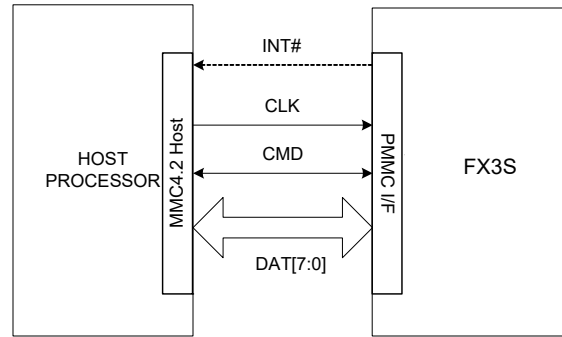 INT#
CLK
CMD
DAT[7:0]
HOST
PROCESSOR
MMC4.2 Host
PMMC I/F
FX3S